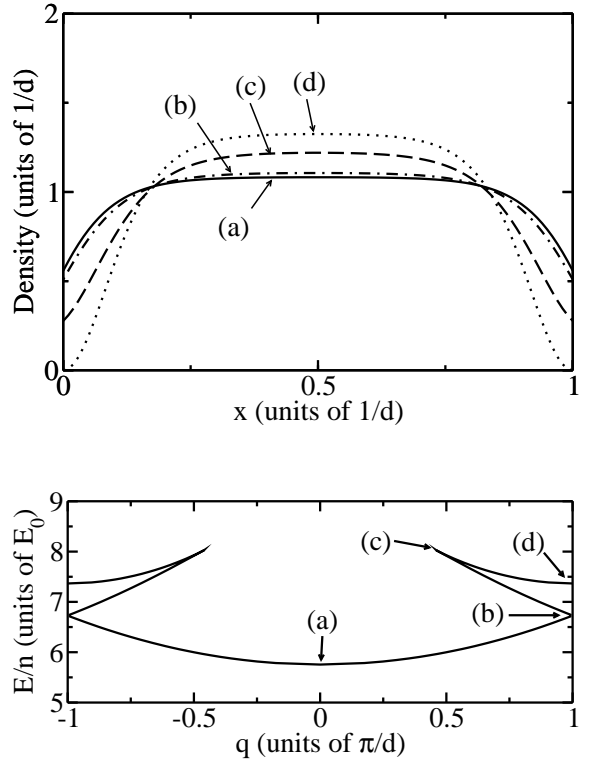 2
(d)
(c)
(b)
1
(a)
0
Density (units of 1/d)
0 0.5 1
x (units of 1/d)
9
8
7
6
5
E/n (units of E_0)
(c)
(d)
(a)
(b)
-1 -0.5 0 0.5 1
q (units of π/d)